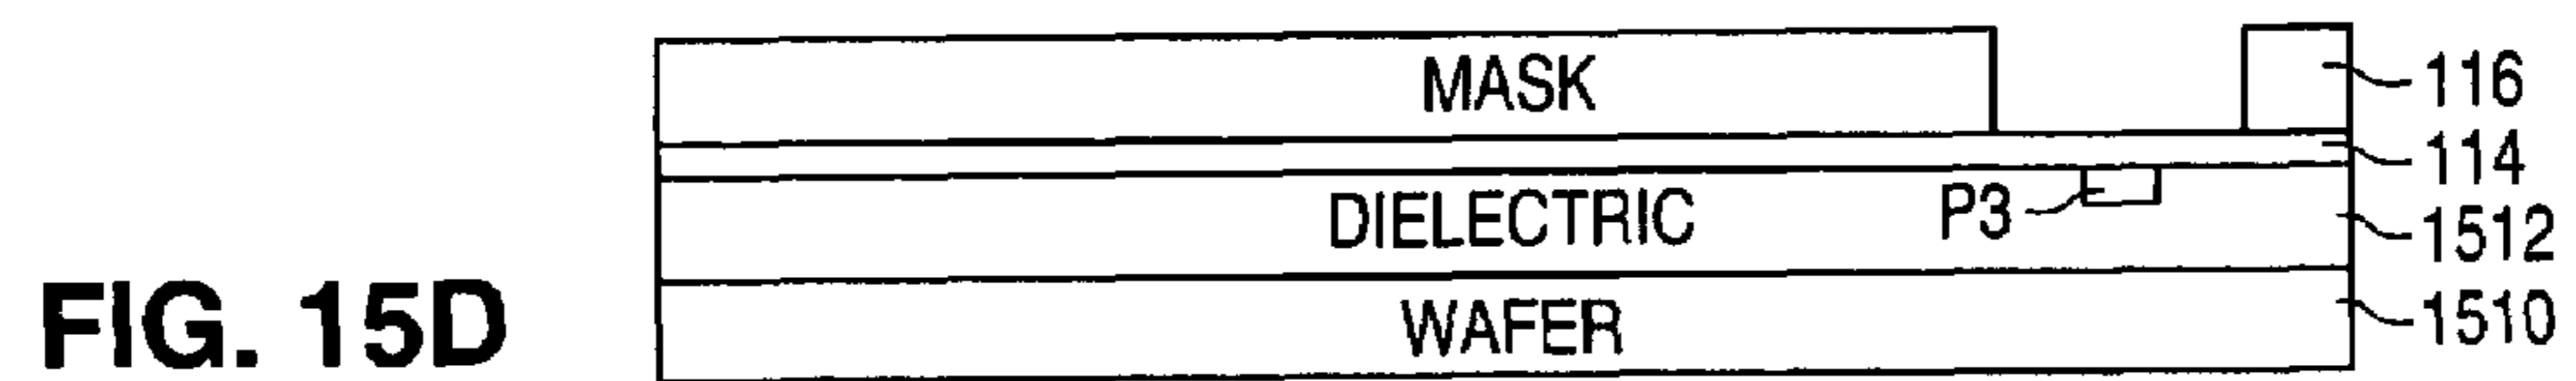 MASK
116
114
P3
DIELECTRIC
1512
WAFER
1510
FIG. 15D